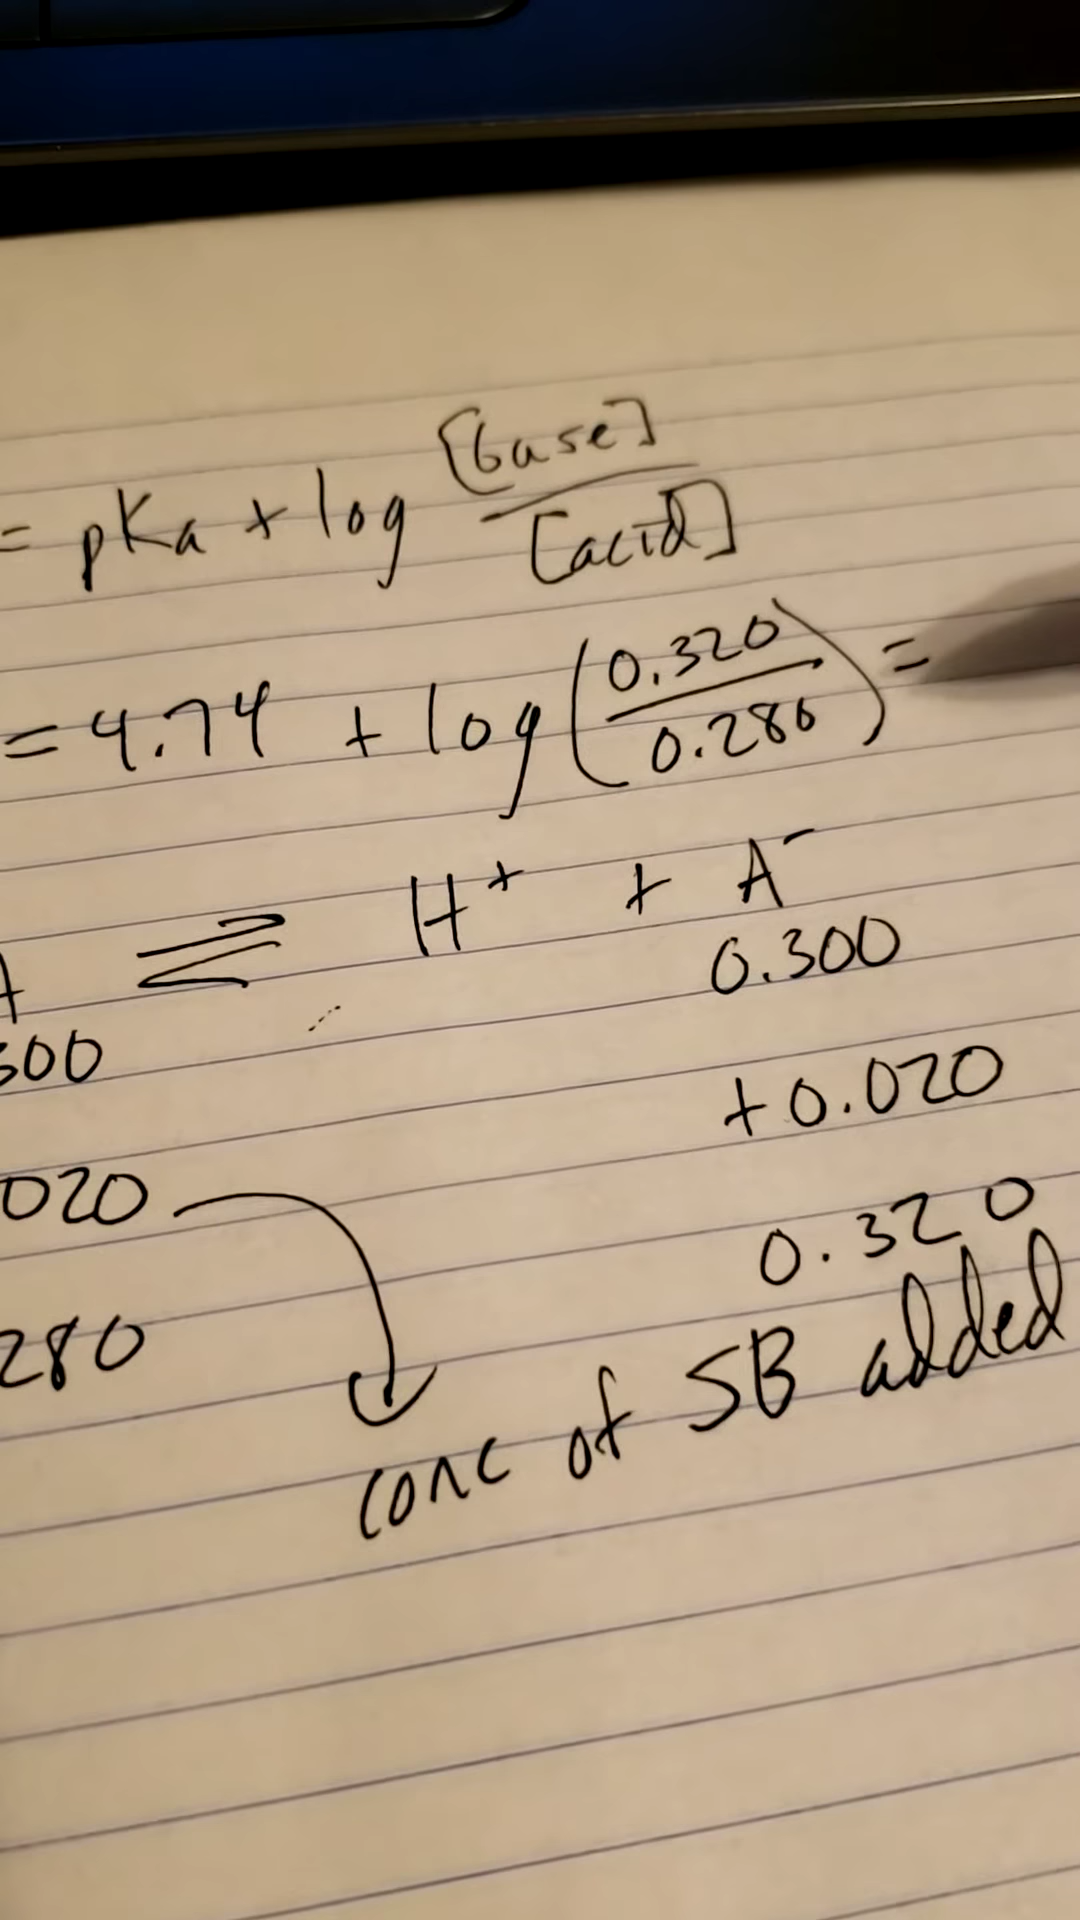 = pKa + log [base]/[acid]
= 4.74 + log(0.320/0.280) =
A ⇌ H⁺ + A⁻
300 0.300
020 +0.020
280 0.320
conc of SB added